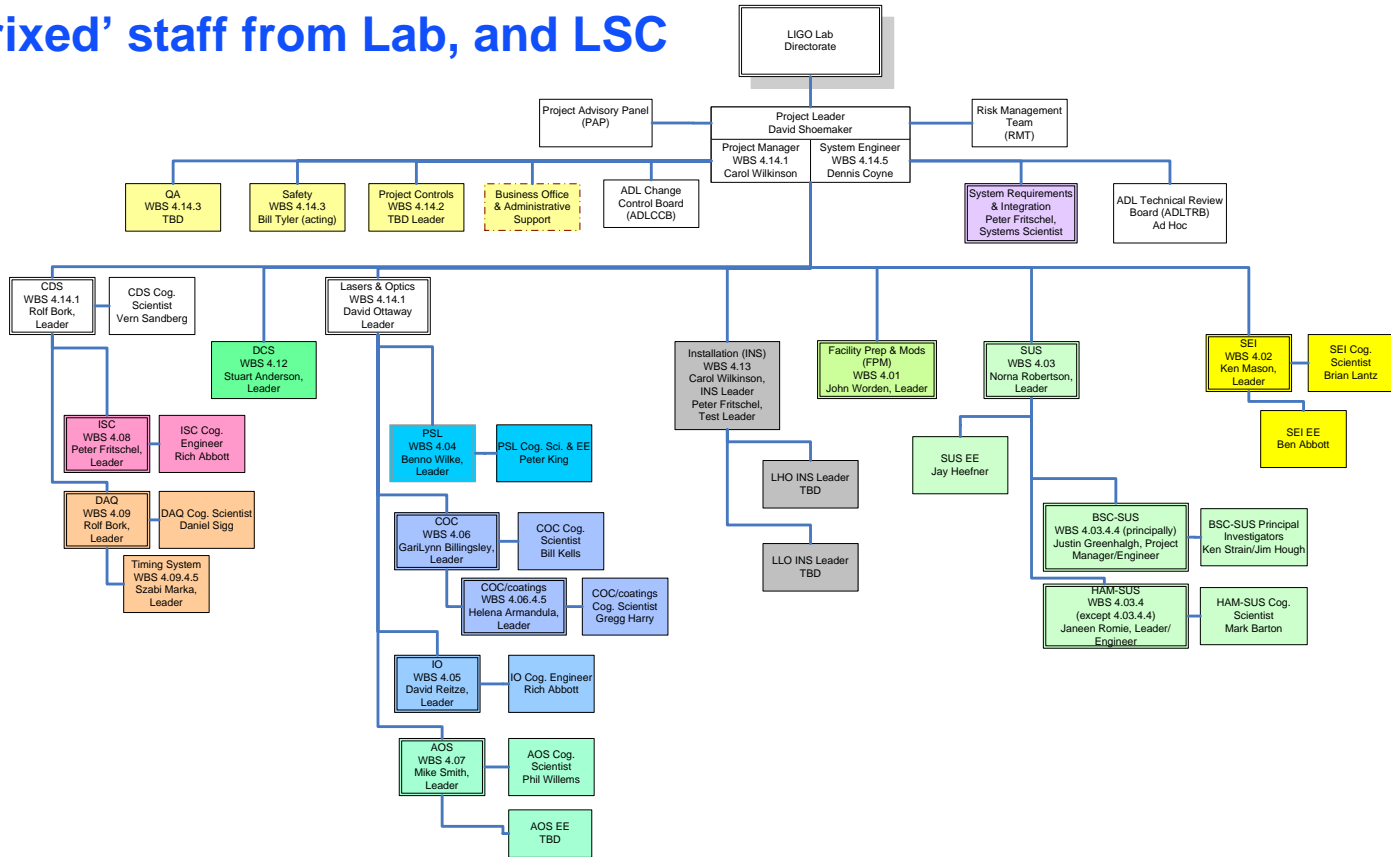 rixed’ staff from Lab, and LSC
LIGO Lab
Directorate
Project Advisory Panel
(PAP)
Project Leader
David Shoemaker
Risk Management
Team
(RMT)
Project Manager
WBS 4.14.1
Carol Wilkinson
System Engineer
WBS 4.14.5
Dennis Coyne
QA
WBS 4.14.3
TBD
Safety
WBS 4.14.3
Bill Tyler (acting)
Project Controls
WBS 4.14.2
TBD Leader
Business Office
& Administrative
Support
ADL Change
Control Board
(ADLCCB)
System Requirements
& Integration
Peter Fritschel,
Systems Scientist
ADL Technical Review
Board (ADLTRB)
Ad Hoc
CDS
WBS 4.14.1
Rolf Bork,
Leader
CDS Cog.
Scientist
Vern Sandberg
Lasers & Optics
WBS 4.14.1
David Ottaway
Leader
DCS
WBS 4.12
Stuart Anderson,
Leader
Installation (INS)
WBS 4.13
Carol Wilkinson,
INS Leader
Peter Fritschel,
Test Leader
Facility Prep & Mods
(FPM)
WBS 4.01
John Worden, Leader
SUS
WBS 4.03
Norna Robertson,
Leader
SEI
WBS 4.02
Ken Mason,
Leader
SEI Cog.
Scientist
Brian Lantz
SEI EE
Ben Abbott
ISC
WBS 4.08
Peter Fritschel,
Leader
ISC Cog.
Engineer
Rich Abbott
PSL
WBS 4.04
Benno Wilke,
Leader
PSL Cog. Sci. & EE
Peter King
SUS EE
Jay Heefner
LHO INS Leader
TBD
DAQ
WBS 4.09
Rolf Bork,
Leader
DAQ Cog. Scientist
Daniel Sigg
COC
WBS 4.06
GariLynn Billingsley,
Leader
COC Cog.
Scientist
Bill Kells
BSC-SUS
WBS 4.03.4.4 (principally)
Justin Greenhalgh, Project
Manager/Engineer
BSC-SUS Principal
Investigators
Ken Strain/Jim Hough
Timing System
WBS 4.09.4.5
Szabi Marka,
Leader
COC/coatings
WBS 4.06.4.5
Helena Armandula,
Leader
COC/coatings
Cog. Scientist
Gregg Harry
LLO INS Leader
TBD
HAM-SUS
WBS 4.03.4
(except 4.03.4.4)
Janeen Romie, Leader/
Engineer
HAM-SUS Cog.
Scientist
Mark Barton
IO
WBS 4.05
David Reitze,
Leader
IO Cog. Engineer
Rich Abbott
AOS
WBS 4.07
Mike Smith,
Leader
AOS Cog.
Scientist
Phil Willems
AOS EE
TBD